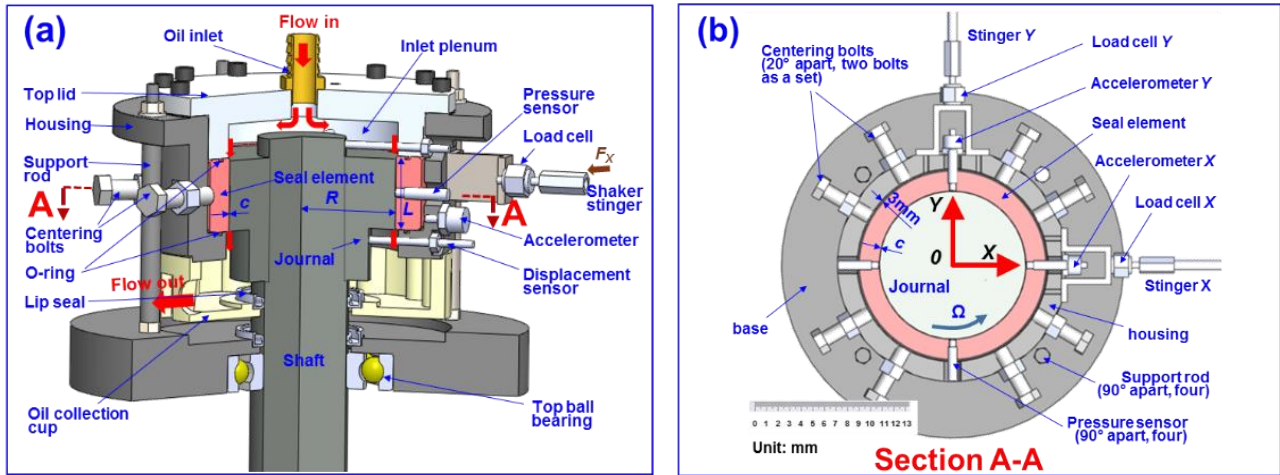 (a)
Flow in
Oil inlet
Inlet plenum
Top lid
Housing
Support
rod
A
Centering
bolts
O-ring
Flow out
Lip seal
Oil collection
cup
Seal element
R
c
L
Journal
Shaft
Pressure
sensor
Load cell
Fx
Shaker
stinger
A
Accelerometer
Displacement
sensor
Top ball
bearing
(b)
Stinger Y
Load cell Y
Centering bolts
(20° apart, two bolts
as a set)
Accelerometer Y
Seal element
Accelerometer X
Load cell X
3mm
c
Y
0
X
Journal
Ω
Stinger X
base
housing
Support rod
(90° apart, four)
Pressure sensor
(90° apart, four)
0 1 2 3 4 5 6 7 8 9 10 11 12 13
Unit: mm
Section A-A